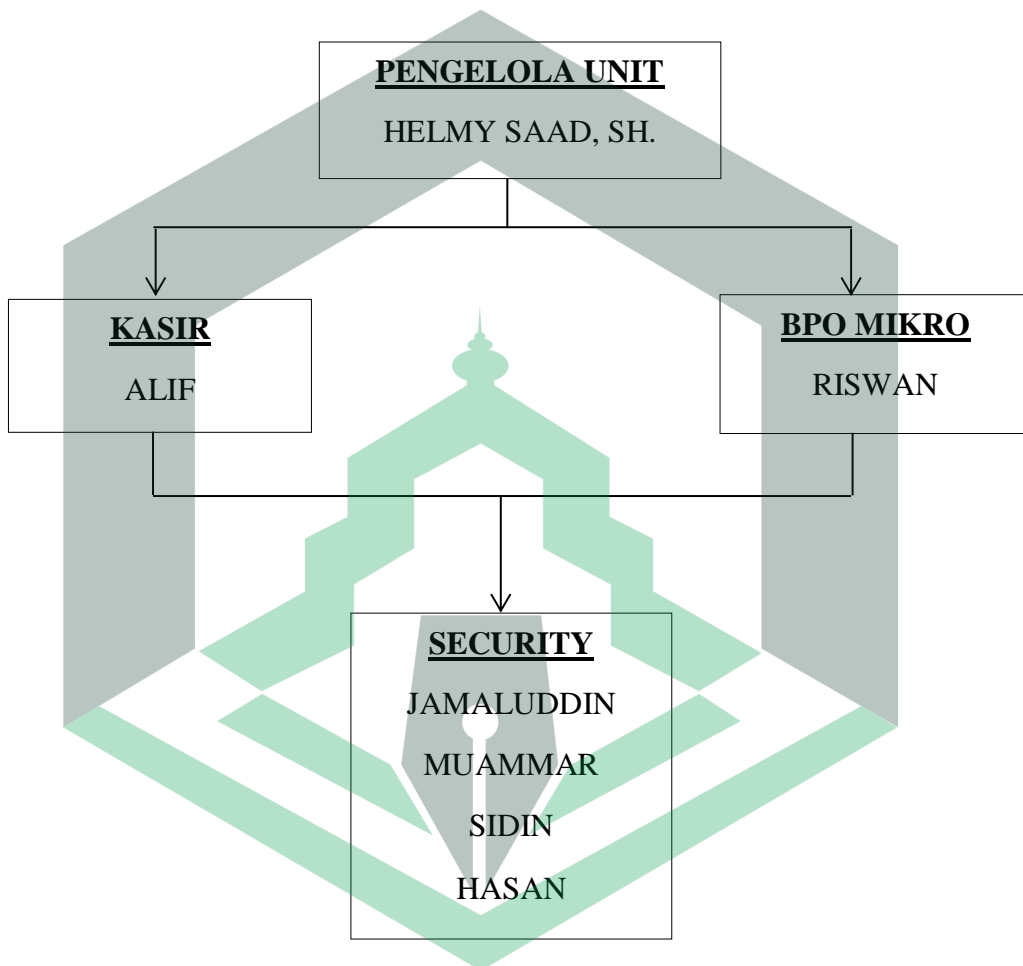 PENGELOLA UNIT
HELMY SAAD, SH.
KASIR
ALIF
BPO MIKRO
RISWAN
SECURITY
JAMALUDDIN
MUAMMAR
SIDIN
HASAN